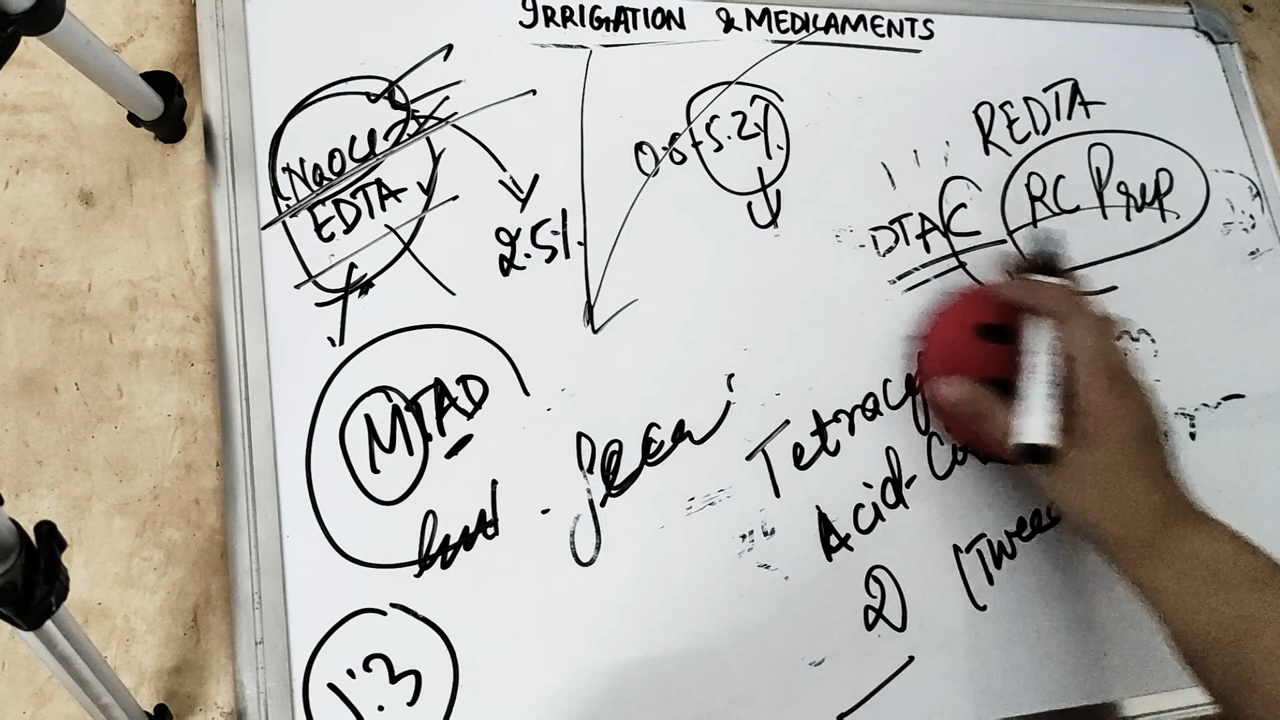 IRRIGATION & MEDICAMENTS
NaOCl
EDTA
2.5%
0.5-5.2%
REDTA
RC Prep
DTAC
MTAD
Tetracy
Acid-
D (Twee
1:3